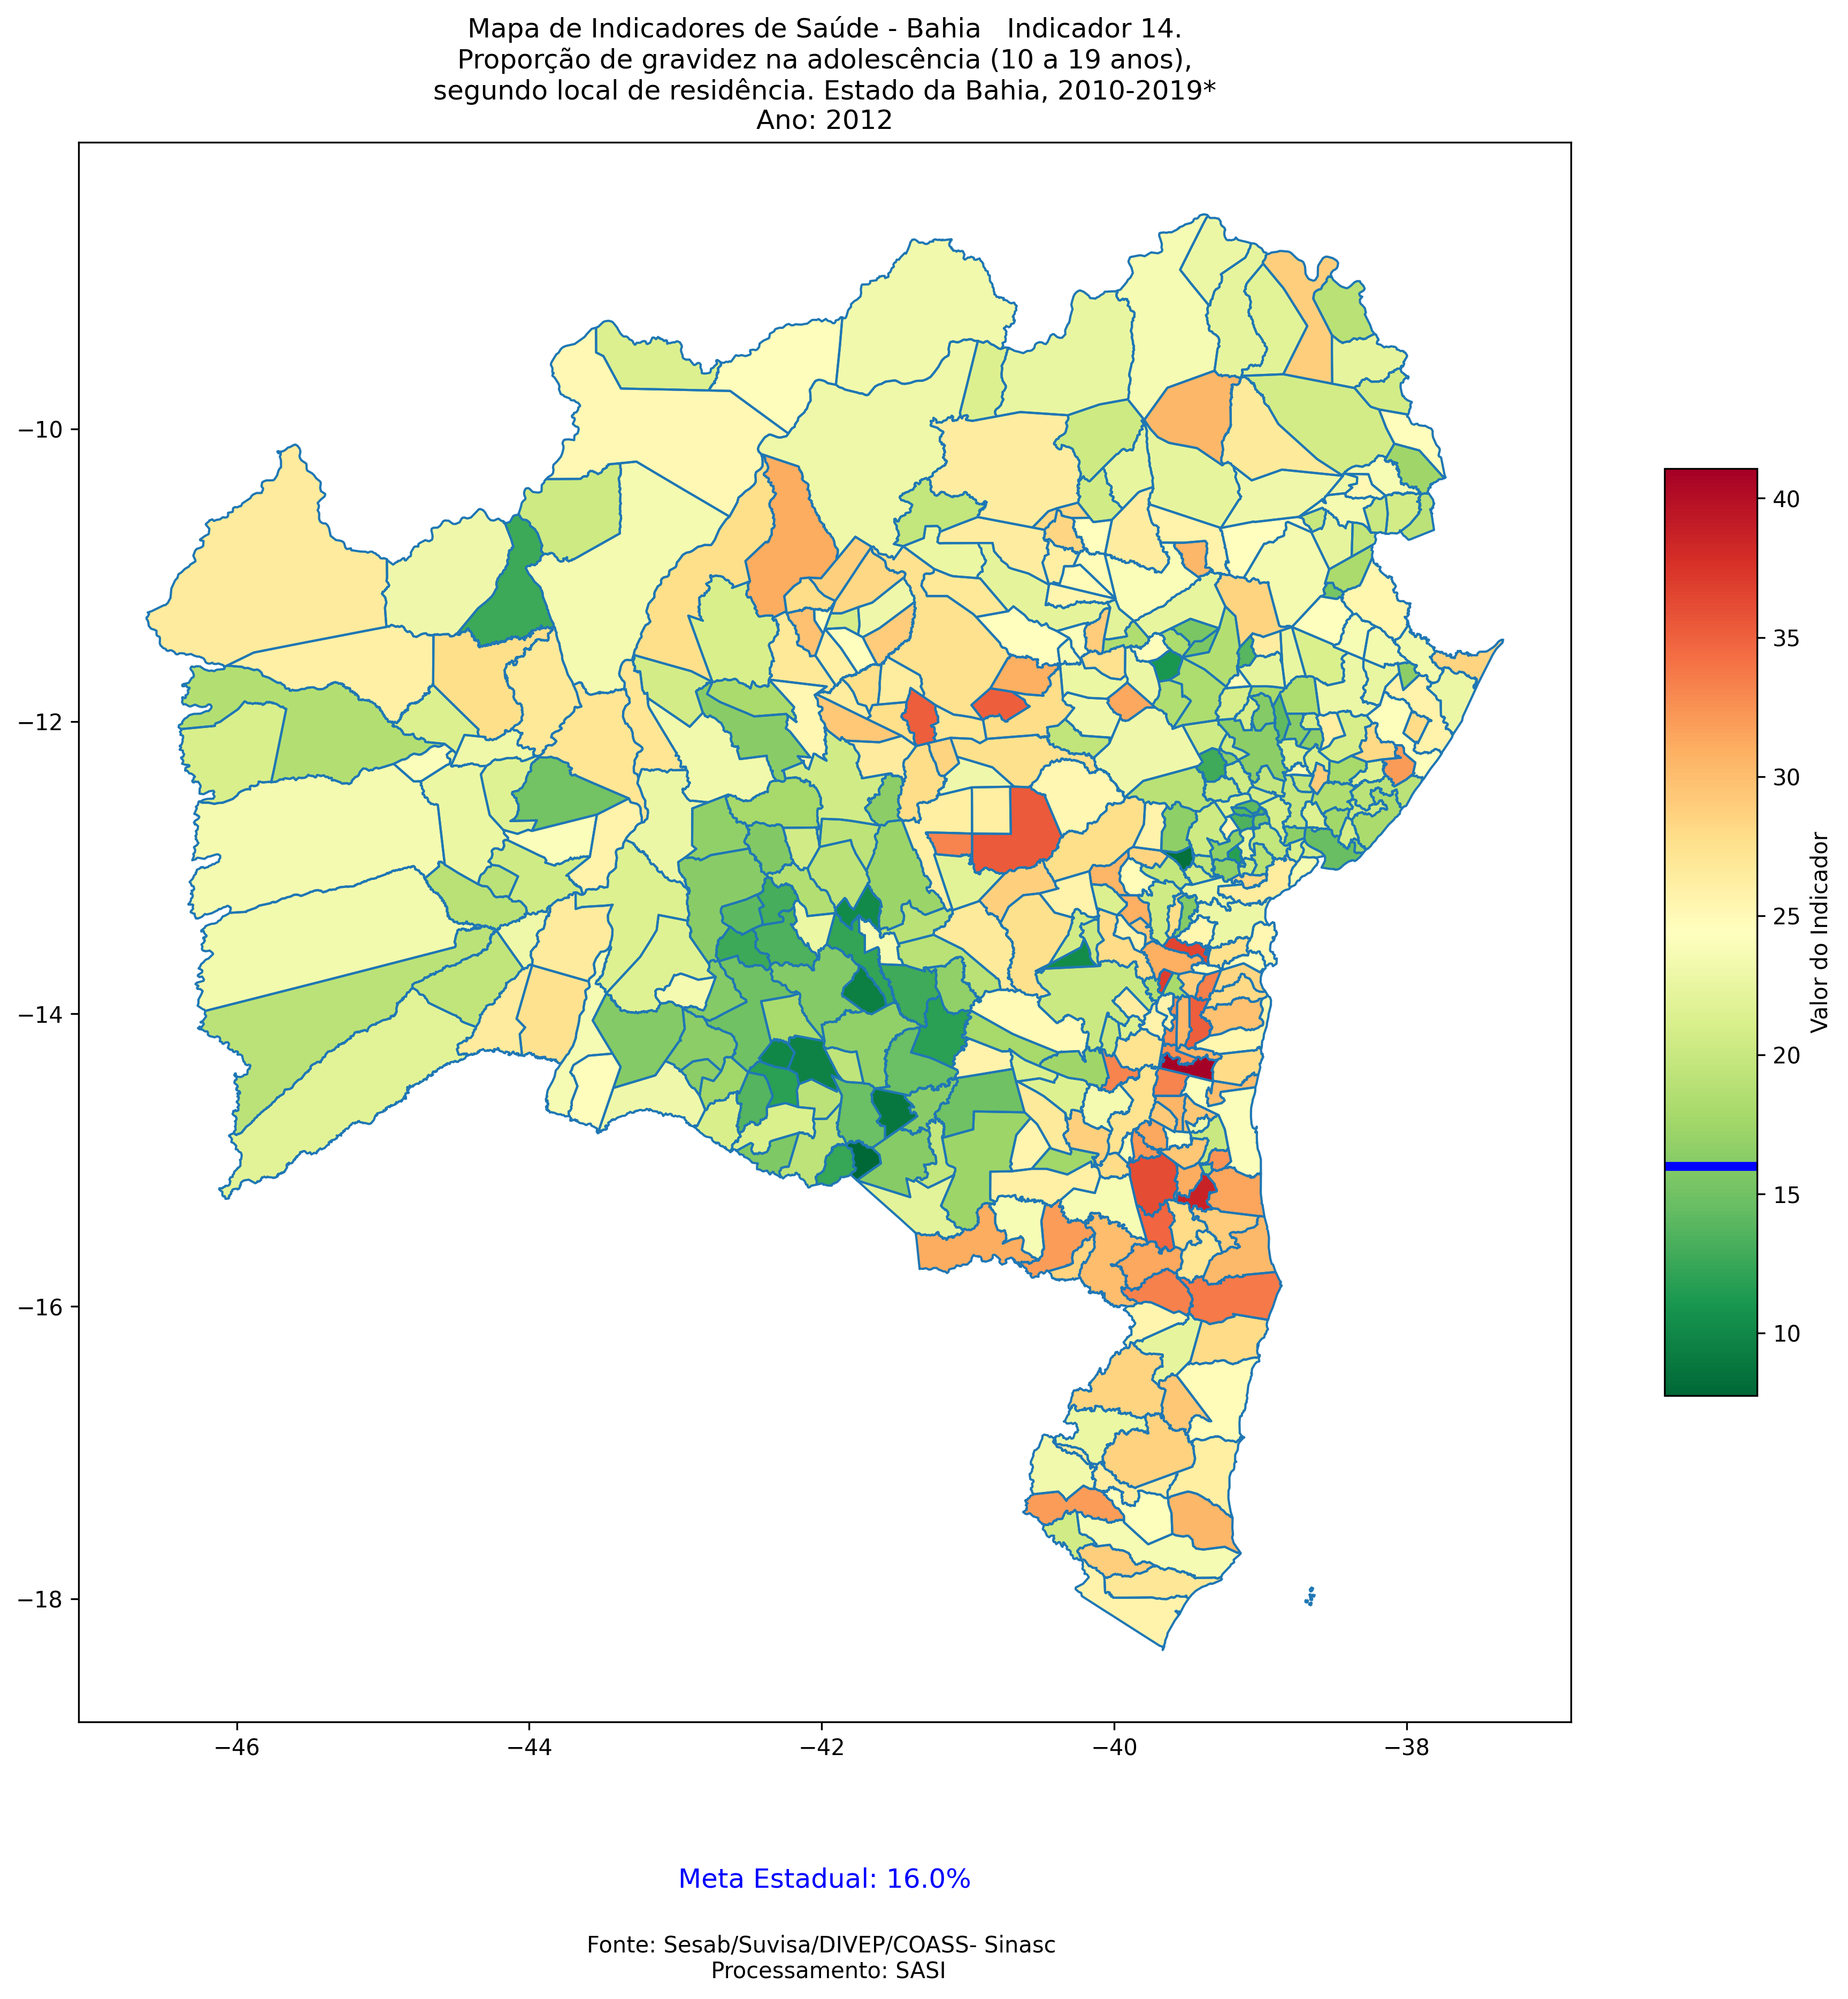 Mapa de Indicadores de Saúde - Bahia   Indicador 14.
Proporção de gravidez na adolescência (10 a 19 anos),
segundo local de residência. Estado da Bahia, 2010-2019*
Ano: 2012
−10
−12
−14
−16
−18
−46
−44
−42
−40
−38
40
35
30
25
20
15
10
Valor do Indicador
Meta Estadual: 16.0%
Fonte: Sesab/Suvisa/DIVEP/COASS- Sinasc
Processamento: SASI